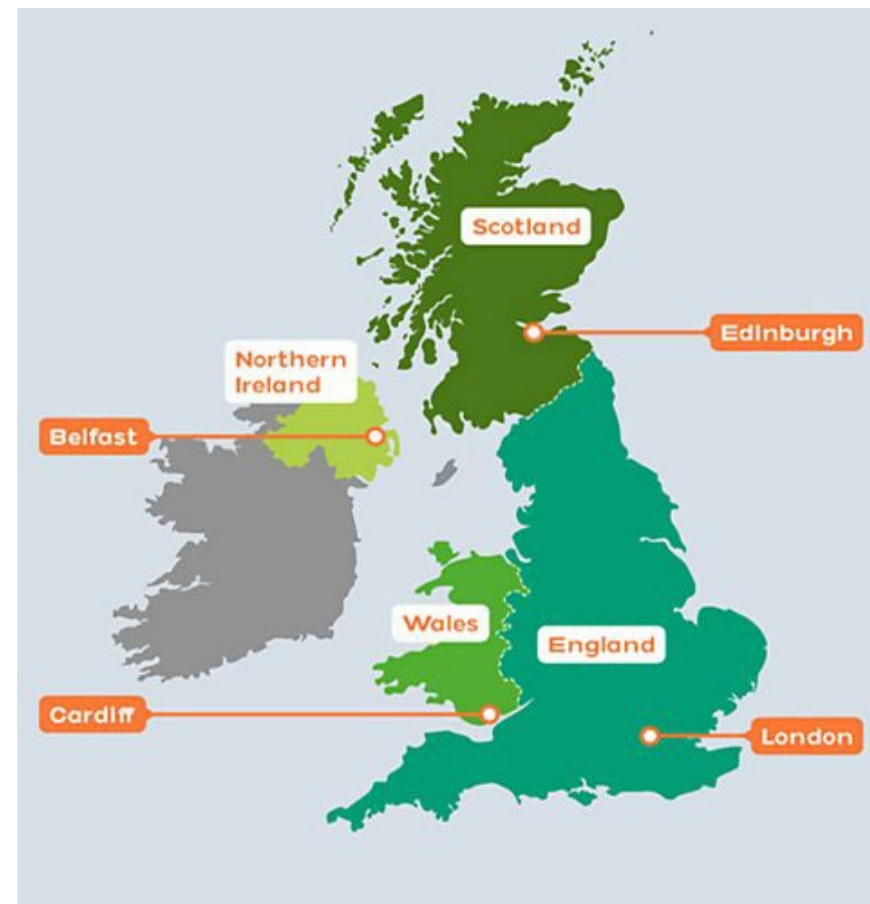 Scotland
Edinburgh
Northern
Ireland
Belfast
Wales
England
Cardiff
London